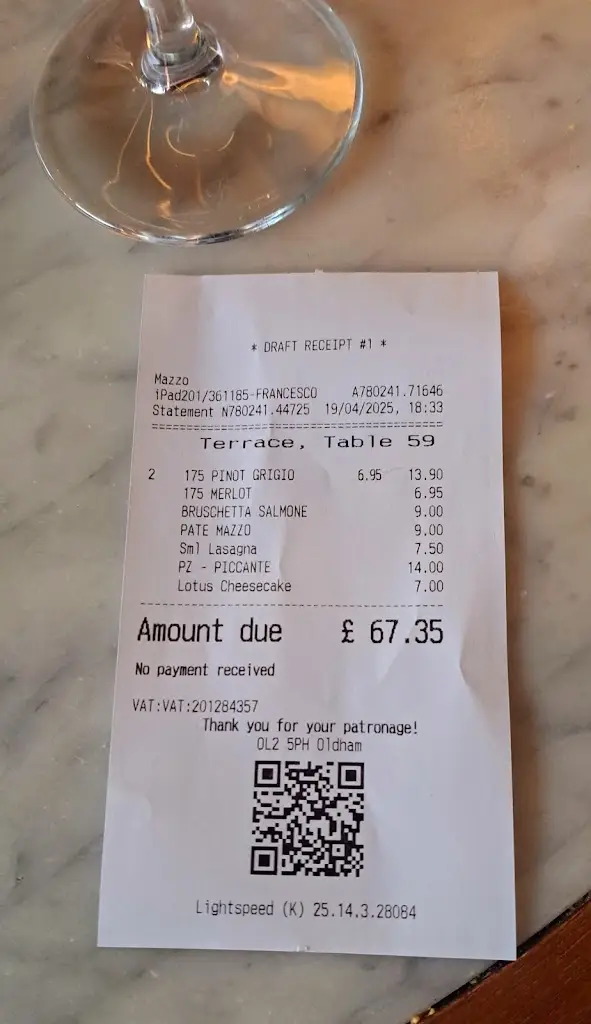 * DRAFT RECEIPT #1 *
Mazzo
iPad201/361185-FRANCESCO A780241.71646
Statement N780241.44725 19/04/2025, 18:33
================================================
Terrace, Table 59
2 175 PINOT GRIGIO 6.95 13.90
175 MERLOT 6.95
BRUSCHETTA SALMONE 9.00
PATE MAZZO 9.00
Sml Lasagna 7.50
PZ - PICCANTE 14.00
Lotus Cheesecake 7.00
------------------------------------------------
Amount due £ 67.35
No payment received
VAT:VAT:201284357
Thank you for your patronage!
OL2 5PH Oldham
Lightspeed (K) 25.14.3.28084